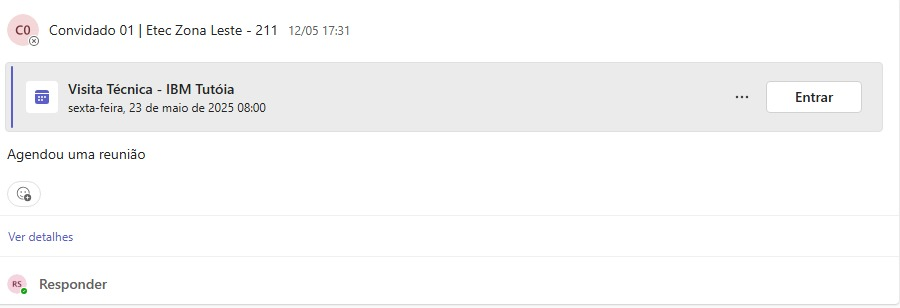 C0 Convidado 01 | Etec Zona Leste - 211 12/05 17:31
Visita Técnica - IBM Tutóia
sexta-feira, 23 de maio de 2025 08:00
Entrar
Agendou uma reunião
Ver detalhes
RS Responder